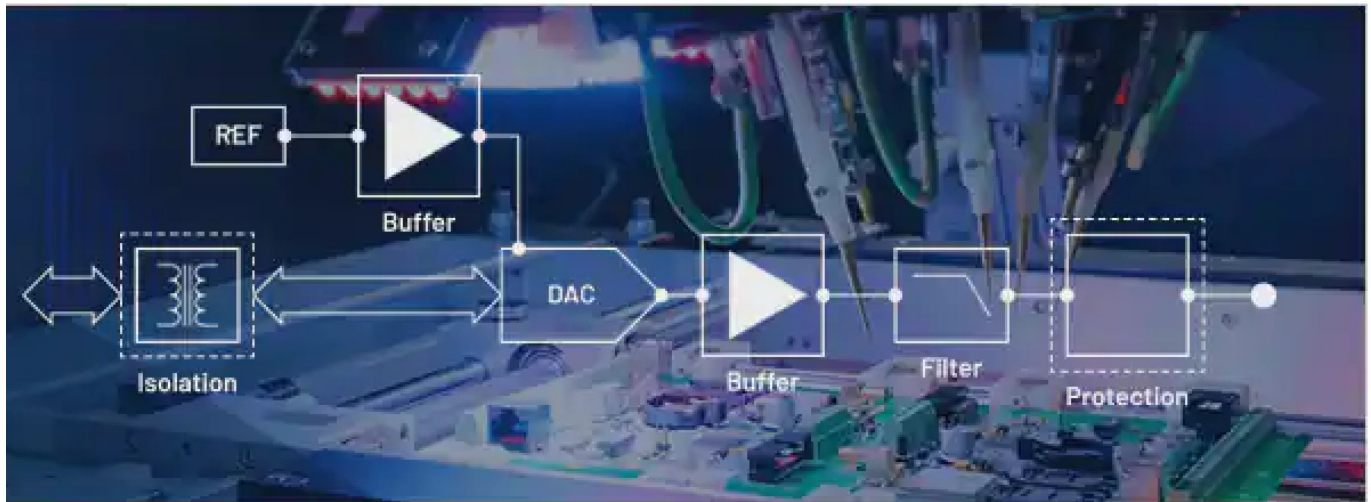 REF
Buffer
DAC
Isolation
Buffer
Filter
Protection